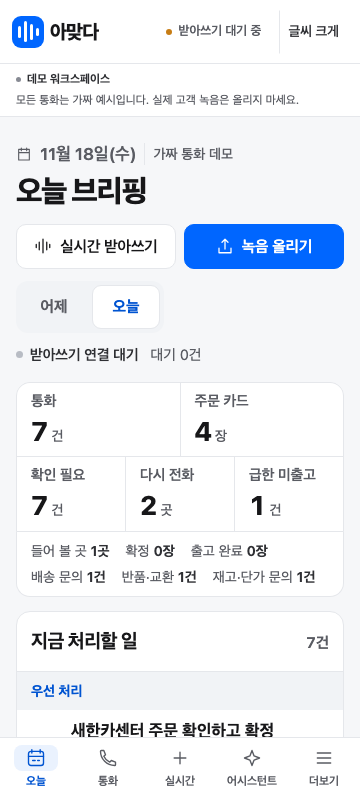 아맞다
받아쓰기 대기 중
글씨 크게
데모 워크스페이스
모든 통화는 가짜 예시입니다. 실제 고객 녹음은 올리지 마세요.
11월 18일(수) 가짜 통화 데모
오늘 브리핑
실시간 받아쓰기
녹음 올리기
어제
오늘
받아쓰기 연결 대기 대기 0건
통화
7건
주문 카드
4장
확인 필요
7건
다시 전화
2곳
급한 미출고
1건
들어 볼 곳 1곳 확정 0장 출고 완료 0장
배송 문의 1건 반품·교환 1건 재고·단가 문의 1건
지금 처리할 일 7건
우선 처리
새한카센터 주문 확인하고 확정
오늘
통화
실시간
어시스턴트
더보기